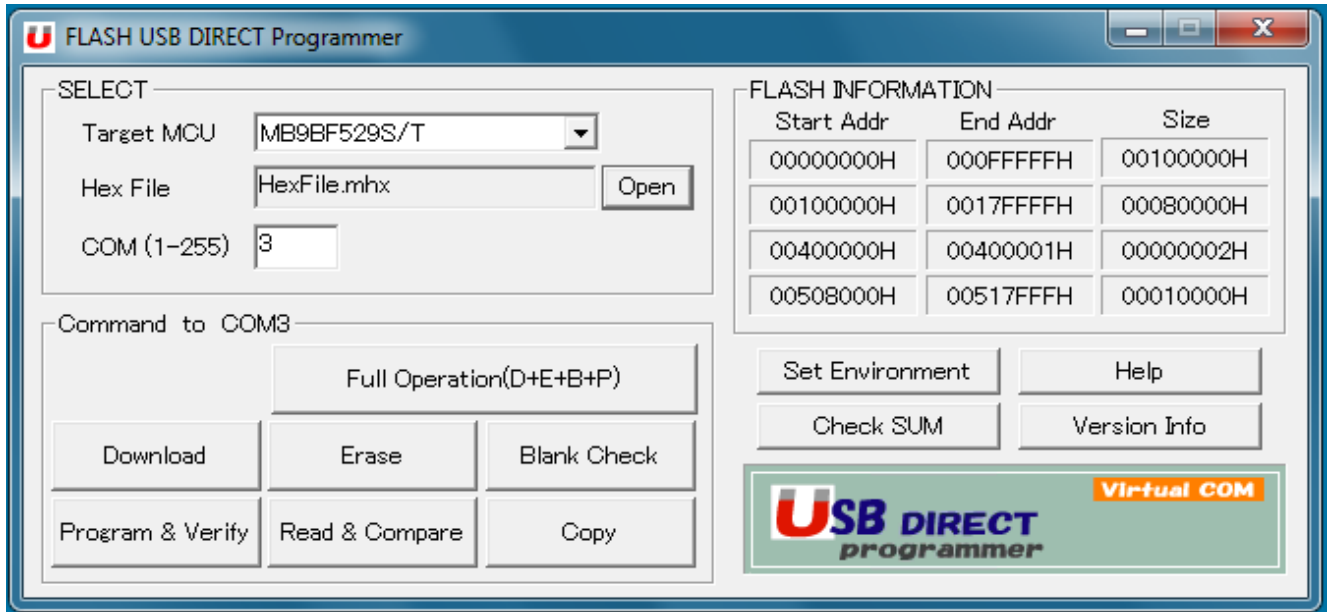 FLASH USB DIRECT Programmer
SELECT
Target MCU MB9BF529S/T
Hex File HexFile.mhx Open
COM (1-255) 3
Command to COM3
Full Operation(D+E+B+P)
Download Erase Blank Check
Program & Verify Read & Compare Copy
FLASH INFORMATION
Start Addr End Addr Size
00000000H 000FFFFFH 00100000H
00100000H 0017FFFFH 00080000H
00400000H 00400001H 00000002H
00508000H 00517FFFH 00010000H
Set Environment Help
Check SUM Version Info
Virtual COM
USB DIRECT
programmer